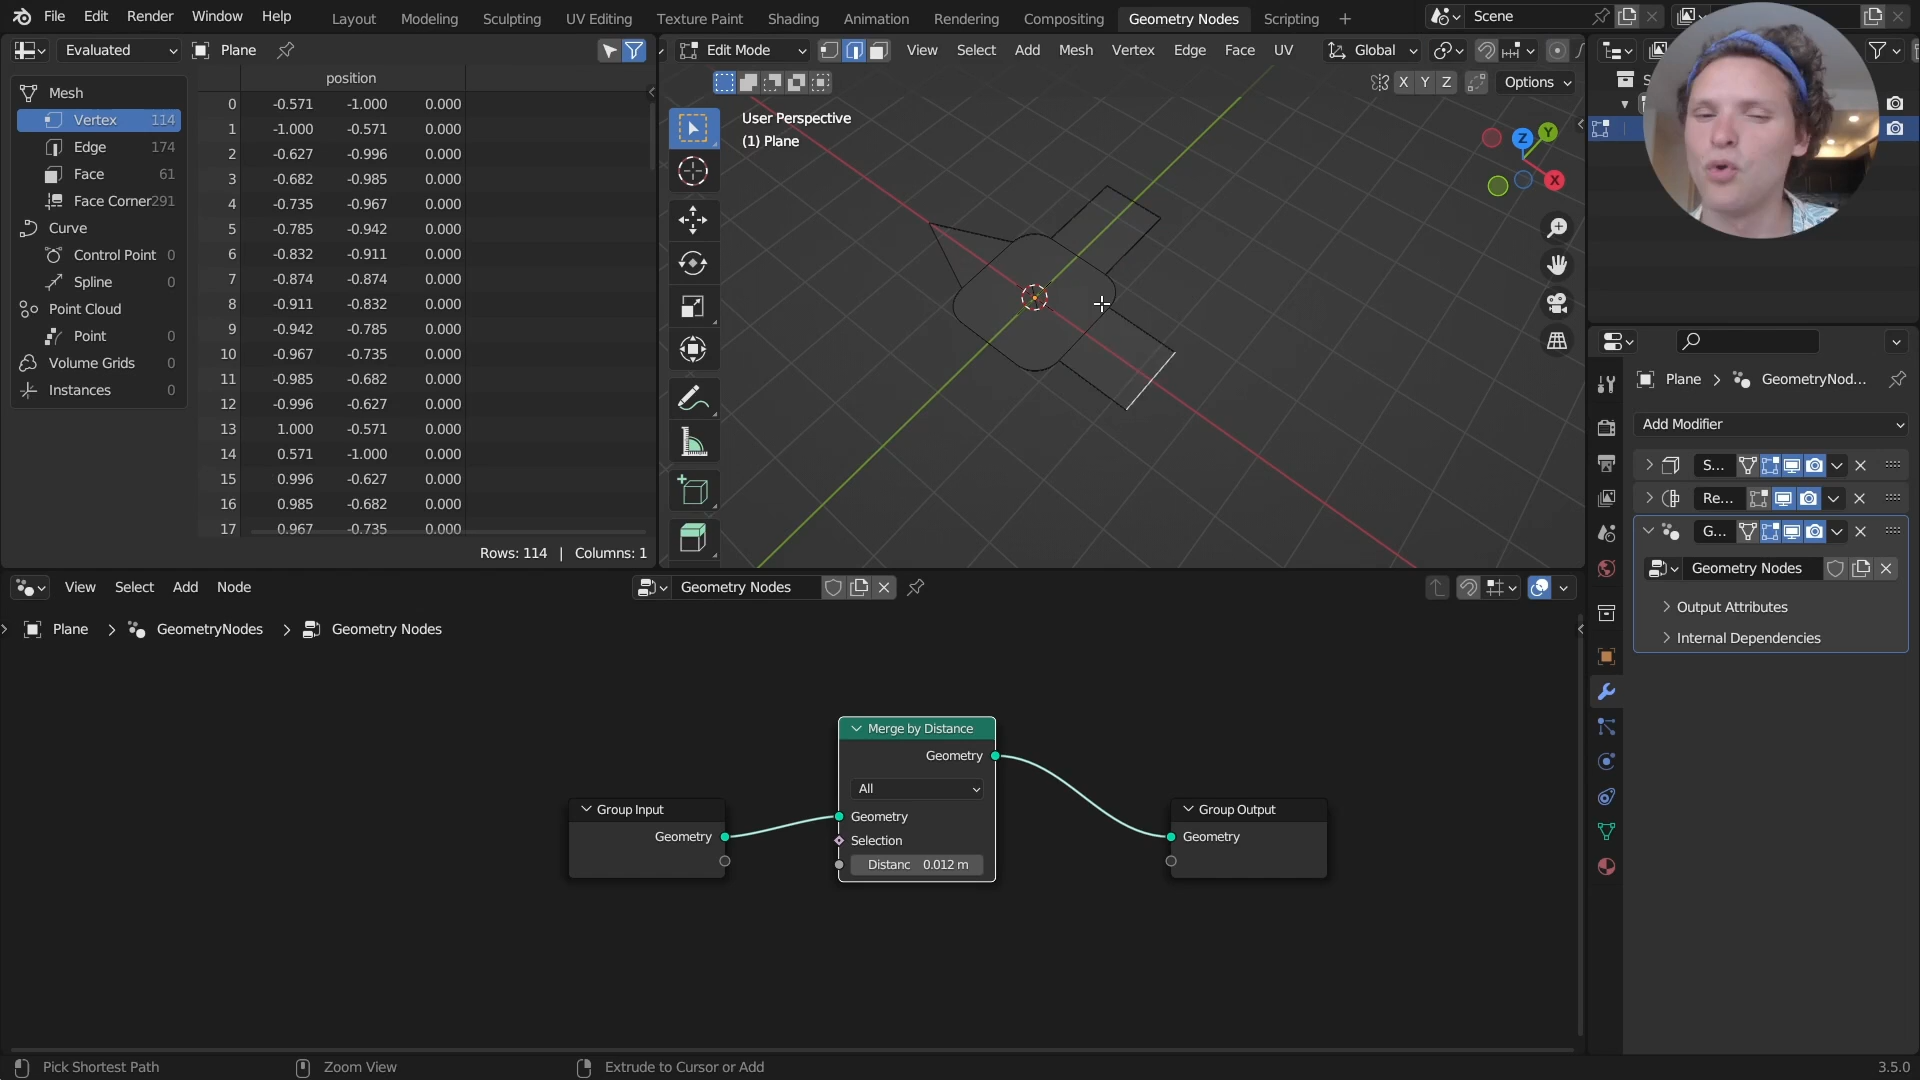 File Edit Render Window Help
Layout Modeling Sculpting UV Editing Texture Paint Shading Animation Rendering Compositing Geometry Nodes Scripting +
Scene
Evaluated
Plane
Edit Mode
View Select Add Mesh Vertex Edge Face UV
Global
X Y Z
Options
position
Mesh
Vertex 114
Edge 174
Face 61
Face Corner 291
Curve
Control Point 0
Spline 0
Point Cloud
Point 0
Volume Grids 0
Instances 0
0 -0.571 -1.000 0.000
1 -1.000 -0.571 0.000
2 -0.627 -0.996 0.000
3 -0.682 -0.985 0.000
4 -0.735 -0.967 0.000
5 -0.785 -0.942 0.000
6 -0.832 -0.911 0.000
7 -0.874 -0.874 0.000
8 -0.911 -0.832 0.000
9 -0.942 -0.785 0.000
10 -0.967 -0.735 0.000
11 -0.985 -0.682 0.000
12 -0.996 -0.627 0.000
13 1.000 -0.571 0.000
14 0.571 -1.000 0.000
15 0.996 -0.627 0.000
16 0.985 -0.682 0.000
17 0.967 -0.735 0.000
Rows: 114 | Columns: 1
User Perspective
(1) Plane
Z
Y
X
Plane > GeometryNod...
Add Modifier
S...
Re...
G...
Geometry Nodes
Output Attributes
Internal Dependencies
View Select Add Node
Geometry Nodes
Plane > GeometryNodes > Geometry Nodes
Group Input
Geometry
Merge by Distance
Geometry
All
Geometry
Selection
Distanc 0.012 m
Group Output
Geometry
Pick Shortest Path
Zoom View
Extrude to Cursor or Add
3.5.0